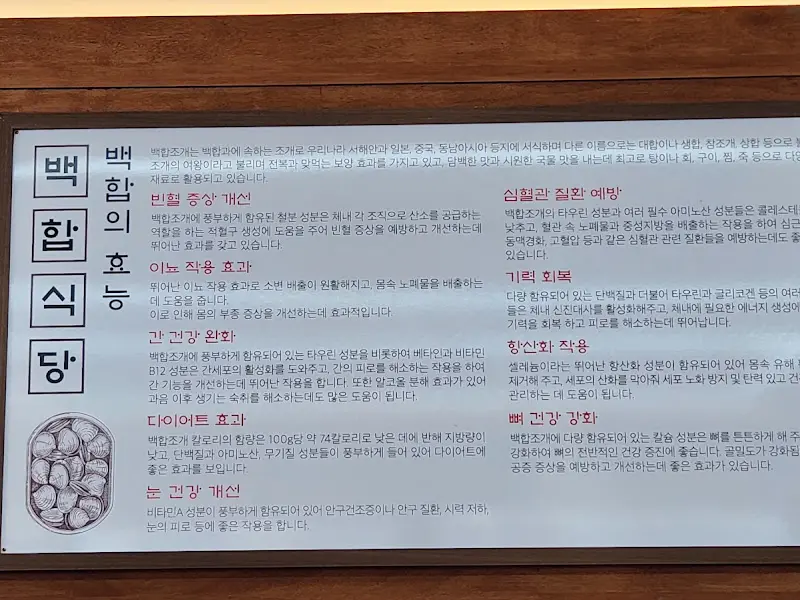 백합식당
백합의 효능
백합조개는 백합과에 속하는 조개로 우리나라 서해안과 일본, 중국, 동남아시아 등지에 서식하며 다른 이름으로는 대합이나 생합, 참조개, 상합 등으로
조개의 여왕이라고 불리며 전복과 맞먹는 보양 효과를 가지고 있고, 담백한 맛과 시원한 국물 맛을 내는데 최고로 탕이나 회, 구이, 찜, 죽 등으로
재료로 활용되고 있습니다.
빈혈 증상 개선
백합조개에 풍부하게 함유된 철분 성분은 체내 각 조직으로 산소를 공급하는
역할을 하는 적혈구 생성에 도움을 주어 빈혈 증상을 예방하고 개선하는데
뛰어난 효과를 갖고 있습니다.
이뇨 작용 효과
뛰어난 이뇨 작용 효과로 소변 배출이 원활해지고, 몸속 노폐물을 배출하는
데 도움을 줍니다.
이로 인해 몸의 부종 증상을 개선하는데 효과적입니다.
간 건강 완화
백합조개에 풍부하게 함유되어 있는 타우린 성분을 비롯하여 베타인과 비타민
B12 성분은 간세포의 활성화를 도와주고, 간의 피로를 해소하는 작용을 하여
간 기능을 개선하는데 뛰어난 작용을 합니다. 또한 알코올 분해 효과가 있어
과음 이후 생기는 숙취를 해소하는데도 많은 도움이 됩니다.
다이어트 효과
백합조개 칼로리의 함량은 100g당 약 74칼로리로 낮은 데에 반해 지방량이
낮고, 단백질과 아미노산, 무기질 성분들이 풍부하게 들어 있어 다이어트에
좋은 효과를 보입니다.
눈 건강 개선
비타민A 성분이 풍부하게 함유되어 있어 안구건조증이나 안구 질환, 시력 저하,
눈의 피로 등에 좋은 작용을 합니다.
심혈관 질환 예방
백합조개의 타우린 성분과 여러 필수 아미노산 성분들은 콜레스테
낮추고, 혈관 속 노폐물과 중성지방을 배출하는 작용을 하여 심근
동맥경화, 고혈압 등과 같은 심혈관 관련 질환들을 예방하는데도
있습니다.
기력 회복
다량 함유되어 있는 단백질과 더불어 타우린과 글리코겐 등의 여러
들은 체내 신진대사를 활성화해주고, 체내에 필요한 에너지 생성에
기력을 회복 하고 피로를 해소하는데 뛰어납니다.
항산화 작용
셀레늄이라는 뛰어난 항산화 성분이 함유되어 있어 몸속 유해
제거해 주고, 세포의 산화를 막아줘 세포 노화 방지 및 탄력 있고
관리하는 데 도움이 됩니다.
뼈 건강 강화
백합조개에 다량 함유되어 있는 칼슘 성분은 뼈를 튼튼하게 해
강화하여 뼈의 전반적인 건강 증진에 좋습니다. 골밀도가 강화됨
공증 증상을 예방하고 개선하는데 좋은 효과가 있습니다.